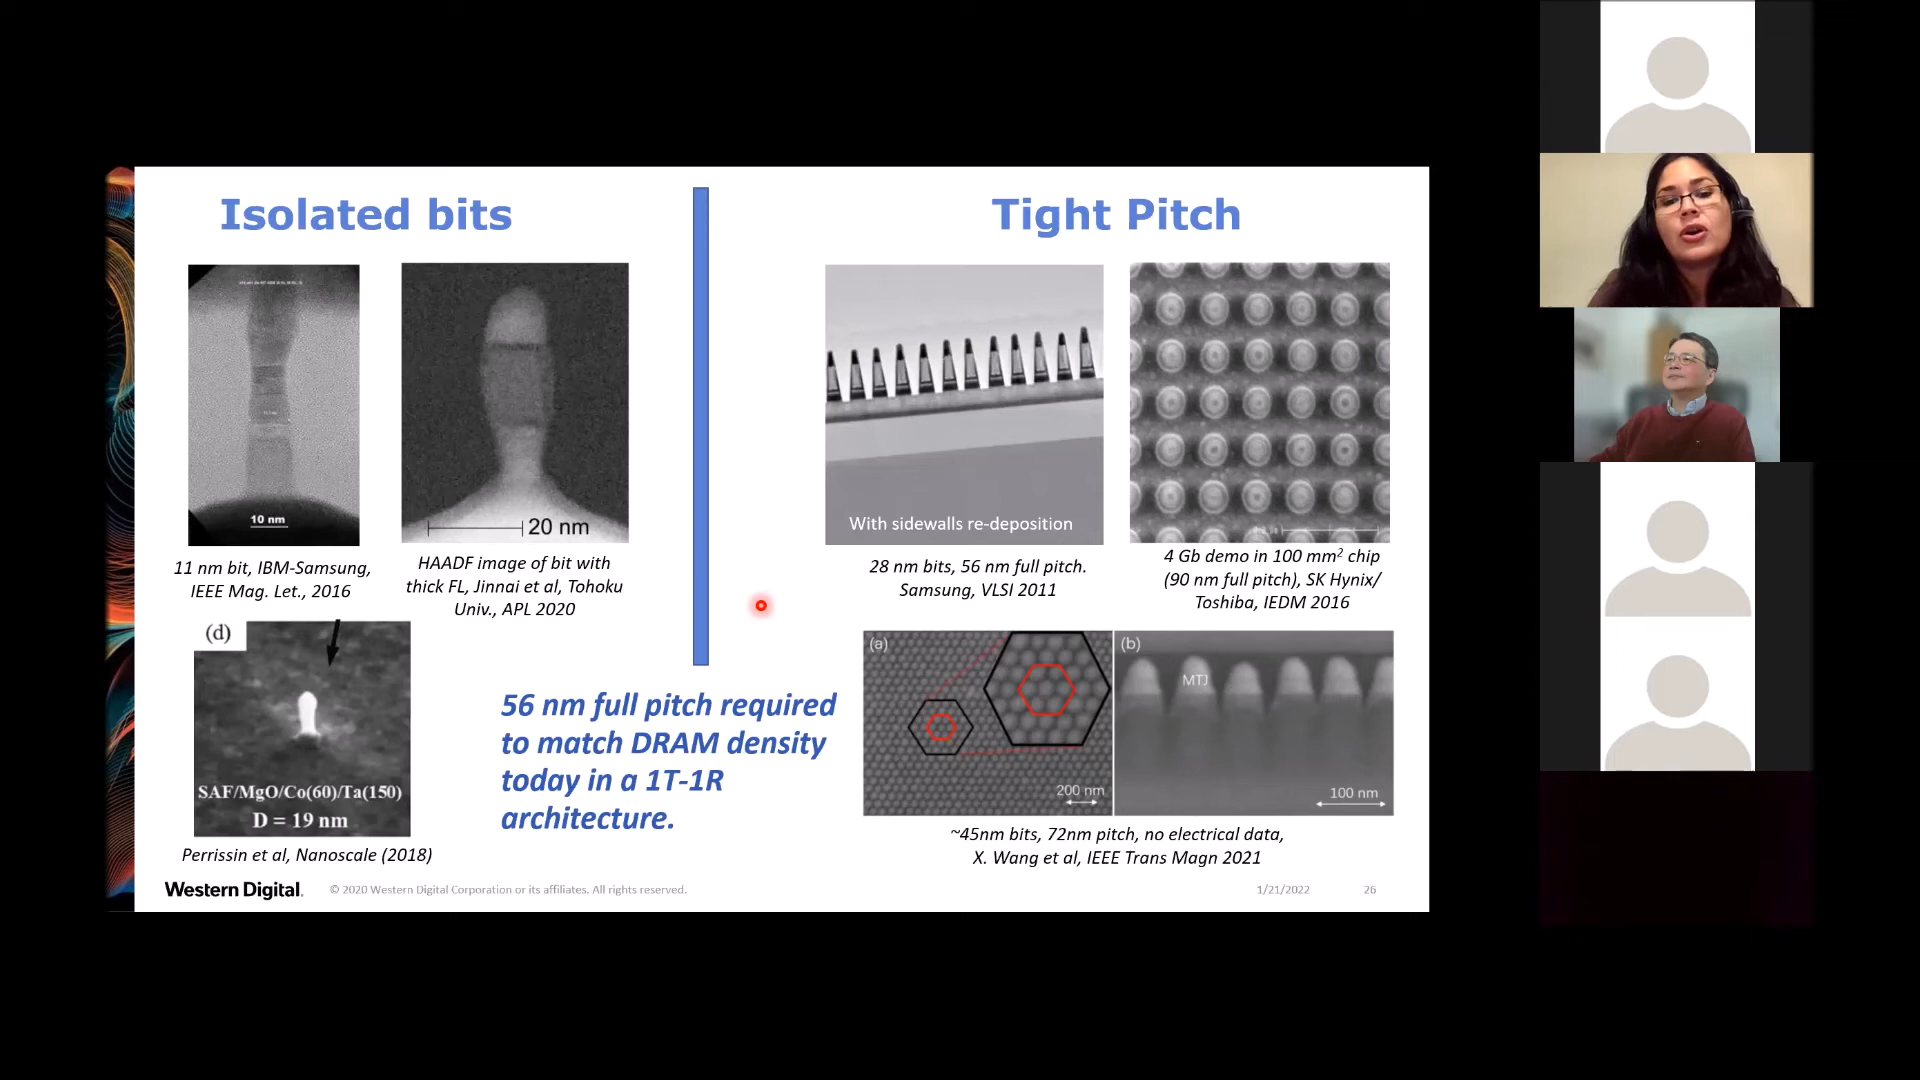 Isolated bits
Tight Pitch
10 nm
20 nm
With sidewalls re-deposition
11 nm bit, IBM-Samsung,
IEEE Mag. Let., 2016
HAADF image of bit with
thick FL, Jinnai et al, Tohoku
Univ., APL 2020
28 nm bits, 56 nm full pitch.
Samsung, VLSI 2011
4 Gb demo in 100 mm² chip
(90 nm full pitch), SK Hynix/
Toshiba, IEDM 2016
(d)
SAF/MgO/Co(60)/Ta(150)
D = 19 nm
Perrissin et al, Nanoscale (2018)
56 nm full pitch required
to match DRAM density
today in a 1T-1R
architecture.
(a)
200 nm
(b)
MTJ
100 nm
~45nm bits, 72nm pitch, no electrical data,
X. Wang et al, IEEE Trans Magn 2021
Western Digital.
© 2020 Western Digital Corporation or its affiliates. All rights reserved.
1/21/2022
26